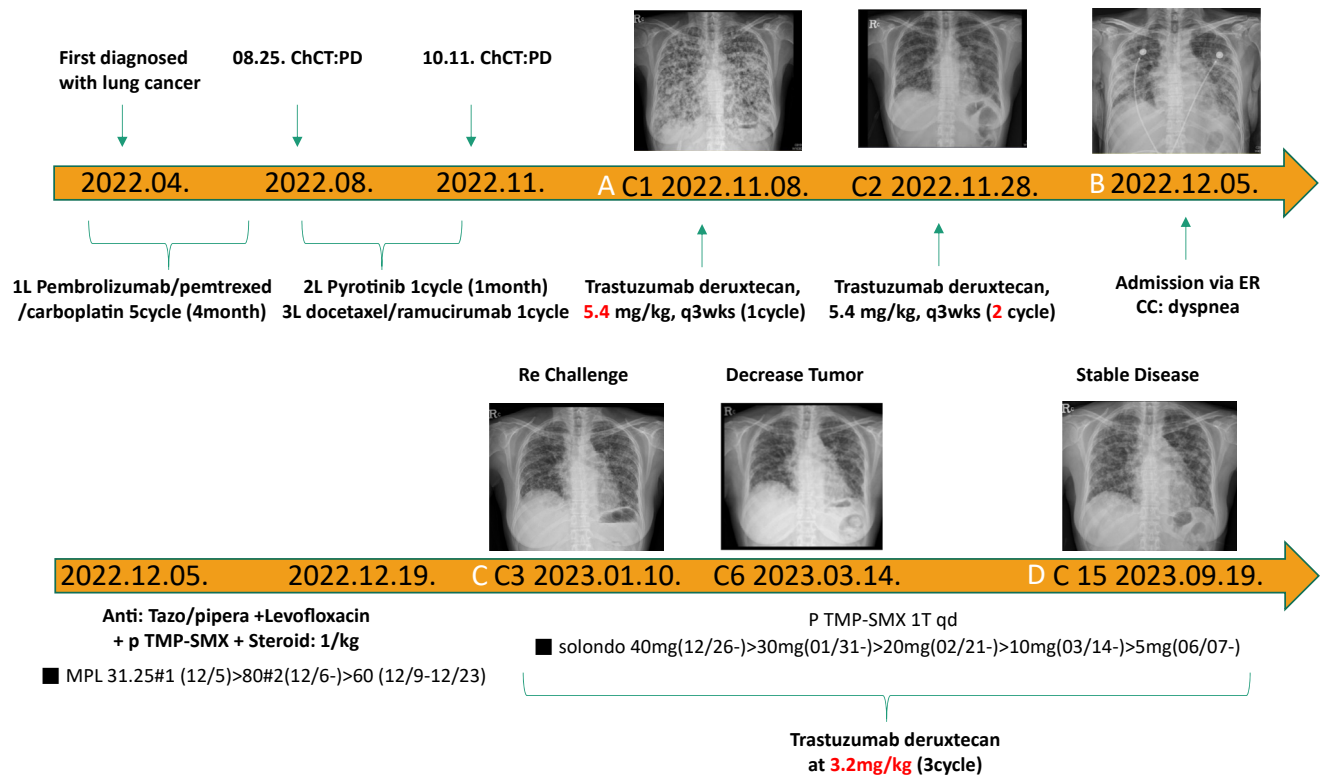 First diagnosed
with lung cancer
08.25. ChCT:PD
10.11. ChCT:PD
R
R
2022.04.
2022.08.
2022.11.
A C1 2022.11.08.
C2 2022.11.28.
B 2022.12.05.
1L Pembrolizumab/pemtrexed
/carboplatin 5cycle (4month)
2L Pyrotinib 1cycle (1month)
3L docetaxel/ramucirumab 1cycle
Trastuzumab deruxtecan,
5.4 mg/kg, q3wks (1cycle)
Trastuzumab deruxtecan,
5.4 mg/kg, q3wks (2 cycle)
Admission via ER
CC: dyspnea
Re Challenge
Decrease Tumor
Stable Disease
R
R
R
2022.12.05.
2022.12.19.
C C3 2023.01.10.
C6 2023.03.14.
D C 15 2023.09.19.
Anti: Tazo/pipera +Levofloxacin
+ p TMP-SMX + Steroid: 1/kg
■ MPL 31.25#1 (12/5)>80#2(12/6-)>60 (12/9-12/23)
P TMP-SMX 1T qd
■ solondo 40mg(12/26-)>30mg(01/31-)>20mg(02/21-)>10mg(03/14-)>5mg(06/07-)
Trastuzumab deruxtecan
at 3.2mg/kg (3cycle)